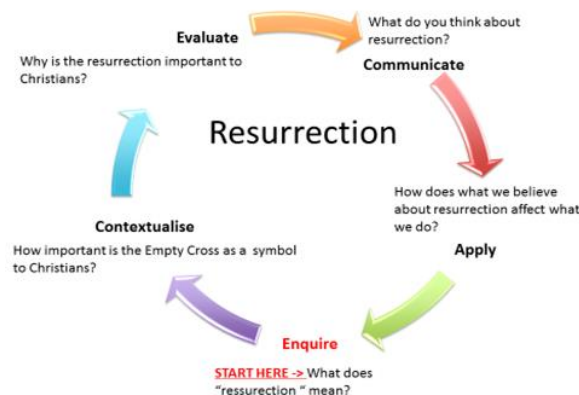 Evaluate
Why is the resurrection important to
Christians?
What do you think about
resurrection?
Communicate
Resurrection
How does what we believe
about resurrection affect what
we do?
Apply
Contextualise
How important is the Empty Cross as a symbol
to Christians?
Enquire
START HERE -> What does
“ressurection “ mean?